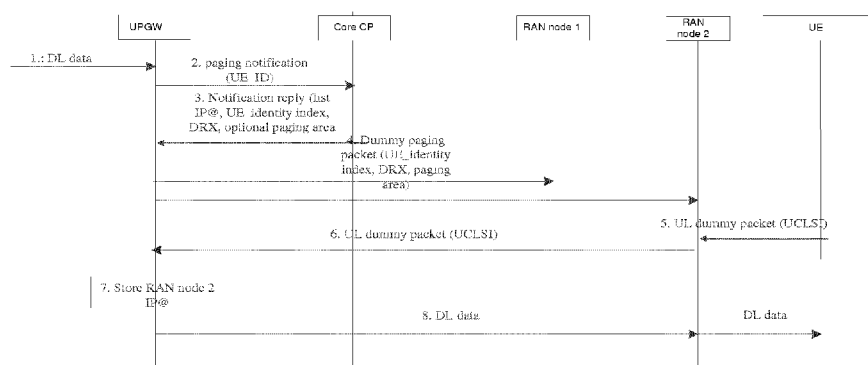 UPGW
Core CP
RAN node 1
RAN
node 2
UE
1.: DL data
2. paging notification
(UE_ID)
3. Notification reply (list
IP@, UE_identity index,
DRX, optional paging area
4. Dummy paging
packet (UE_identity
index, DRX, paging
area)
5. UL dummy packet (UCLSI)
6. UL dummy packet (UCLSI)
7. Store RAN node 2
IP@
8. DL data
DL data